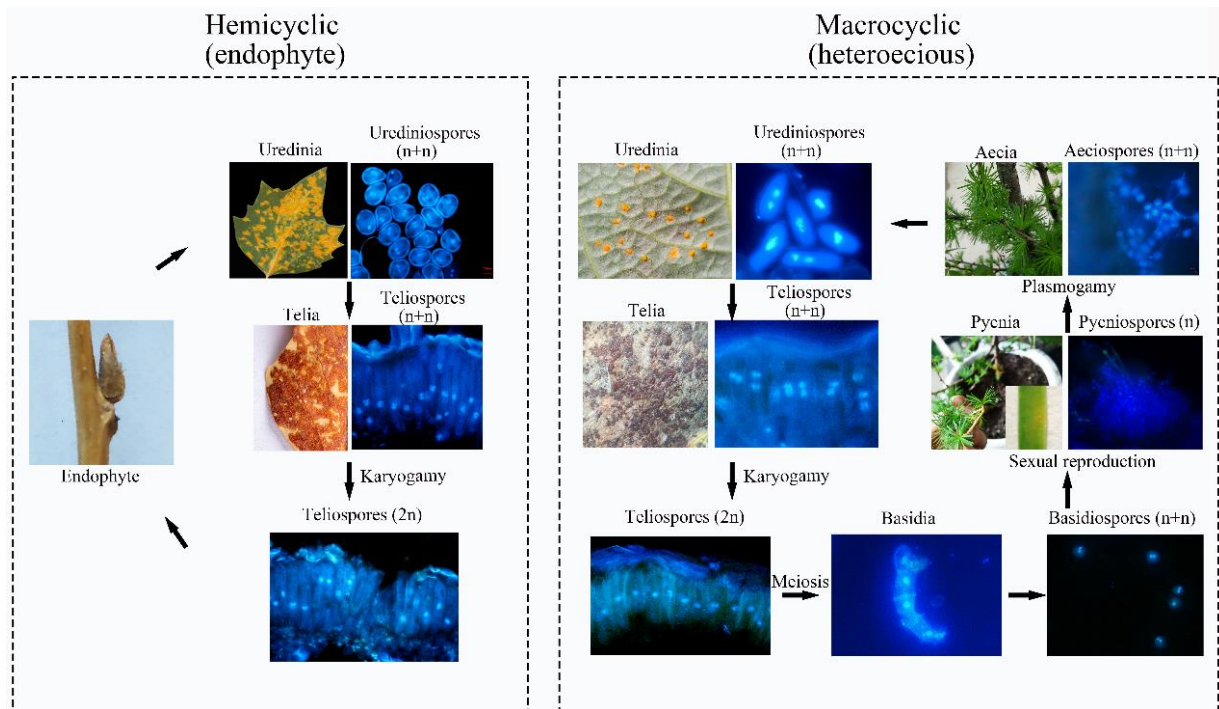 Hemicyclic
(endophyte)
Urediniospores
(n+n)
Uredinia
Teliospores
(n+n)
Telia
Endophyte
Karyogamy
Teliospores (2n)
Macrocyclic
(heteroecious)
Urediniospores
(n+n)
Uredinia
Aecia
Aeciospores (n+n)
Teliospores
(n+n)
Telia
Plasmogamy
Pycnia
Pycniospores (n)
Sexual reproduction
Karyogamy
Teliospores (2n)
Meiosis
Basidia
Basidiospores (n+n)